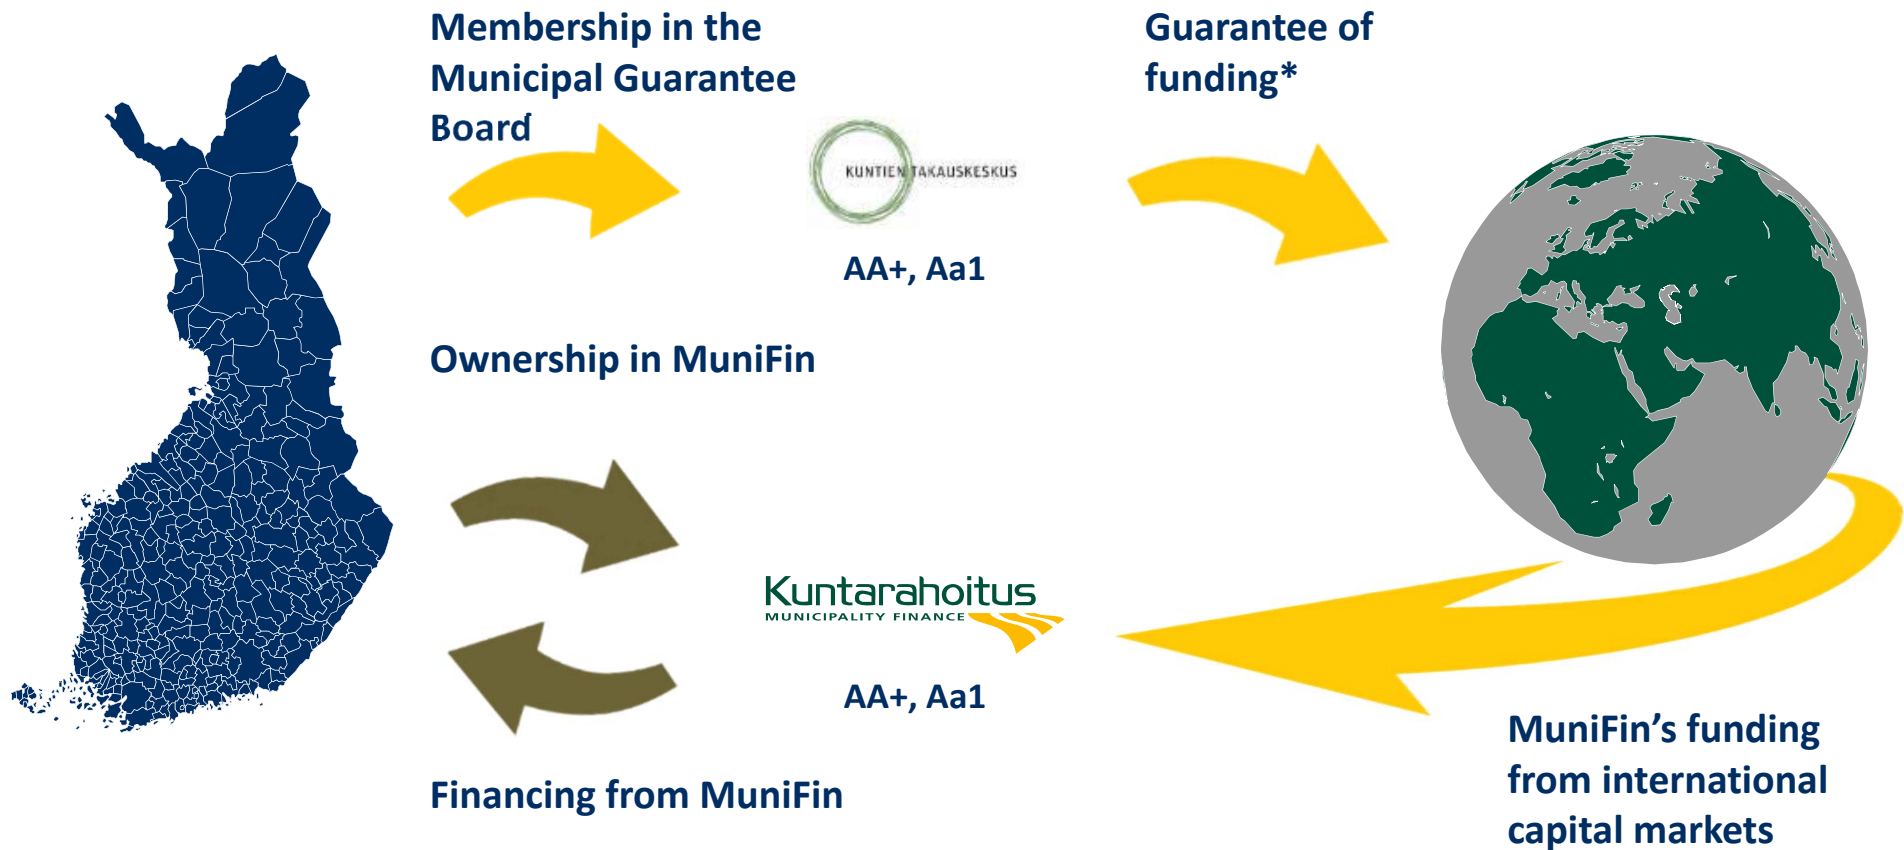 Membership in the
Municipal Guarantee
Board
Guarantee of
funding*
KUNTIEN TAKAUSKESKUS
AA+, Aa1
Ownership in MuniFin
Kuntarahoitus
MUNICIPALITY FINANCE
AA+, Aa1
Financing from MuniFin
MuniFin’s funding
from international
capital markets